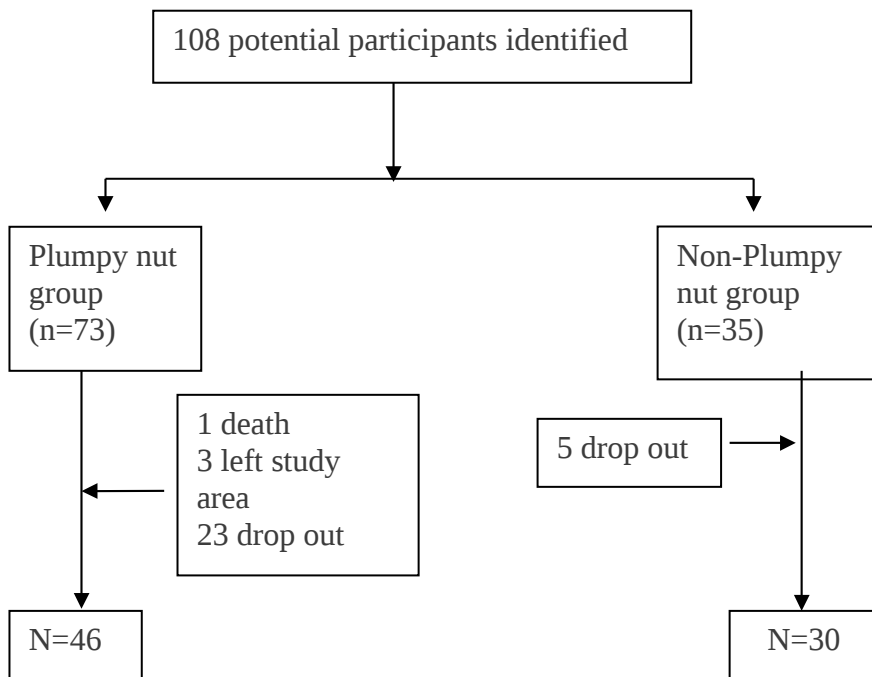 108 potential participants identified
Plumpy nut
group
(n=73)
Non-Plumpy
nut group
(n=35)
1 death
3 left study
area
23 drop out
5 drop out
N=46
N=30